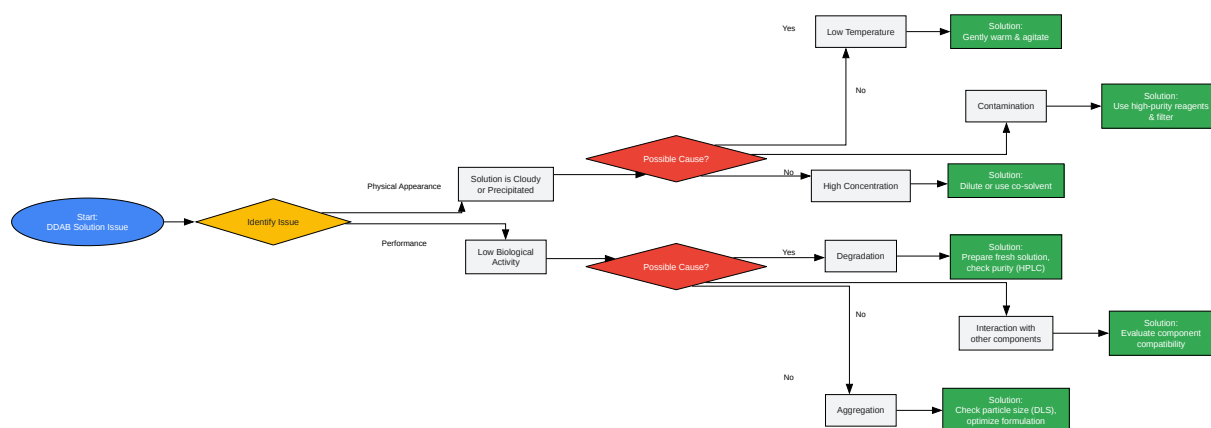 Start:
DDAB Solution Issue
Identify Issue
Physical Appearance
Performance
Solution is Cloudy
or Precipitated
Low Biological
Activity
Possible Cause?
Yes
Low Temperature
Solution:
Gently warm & agitate
No
Contamination
Solution:
Use high-purity reagents
& filter
No
High Concentration
Solution:
Dilute or use co-solvent
Possible Cause?
Yes
Degradation
Solution:
Prepare fresh solution,
check purity (HPLC)
No
Interaction with
other components
Solution:
Evaluate component
compatibility
No
Aggregation
Solution:
Check particle size (DLS),
optimize formulation